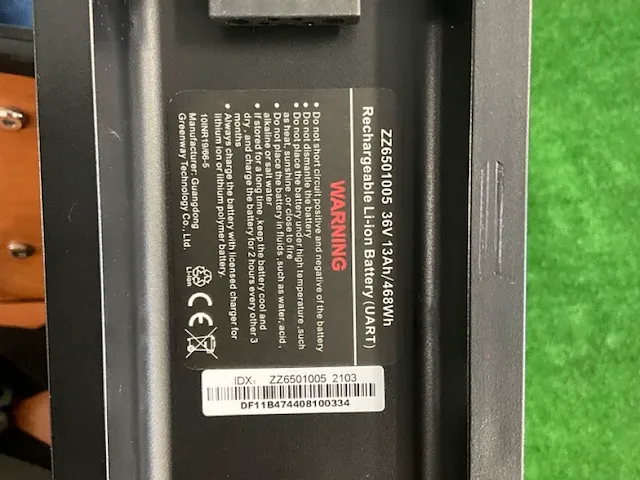 ZZ6501005 36V 13Ah/468Wh
Rechargeable Li-ion Battery (UART)
WARNING
• Do not short circuit positive and negative of the battery
• Do not dismantle the battery
• Do not place the battery under high temperature ,such
as heat, sunshine ,or close to fire
• Do not place the battery in fluids ,such as water, acid ,
alkaline or salt water
• If stored for a long time ,keep the battery cool and
dry , and charge the battery for 2 hours every other 3
months
• Always charge the battery with licensed charger for
lithium ion or lithium polymer battery.
10INR19/66-5
Manufacturer: Guangdong
Greenway Technology Co., Ltd.
Li-ion
CE
IDX: ZZ6501005 2103
DF11B474408100334